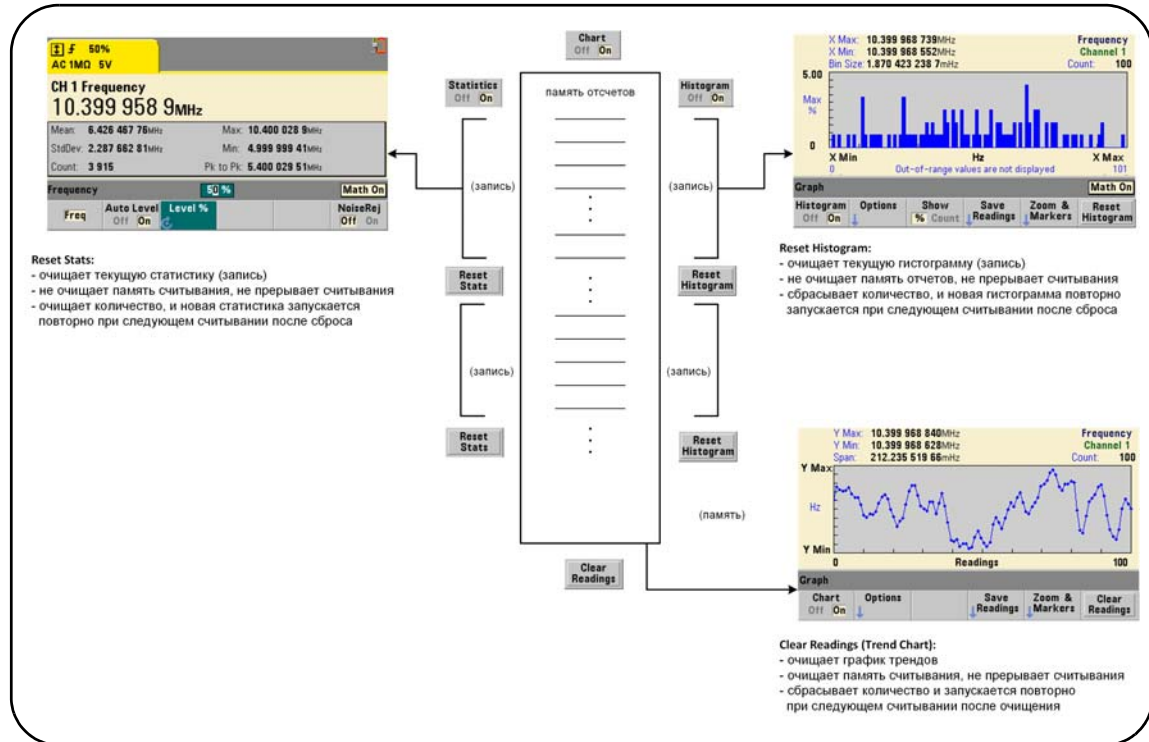 50%
AC 1MΩ 5V
CH 1 Frequency
10.399 958 9MHz
Mean: 6.426 467 76MHz Max: 10.400 028 9MHz
StdDev: 2.287 662 81MHz Min: 4.999 999 41MHz
Count: 3 915 Pk to Pk: 5.400 029 51MHz
Frequency 50 % Math On
Freq Auto Level Off On Level % NoiseRej Off On
Reset Stats:
- очищает текущую статистику (запись)
- не очищает память считывания, не прерывает считывания
- очищает количество, и новая статистика запускается
повторно при следующем считывании после сброса
Chart
Off On
Statistics
Off On
память отсчетов
Histogram
Off On
(запись)
(запись)
Reset
Stats
Reset
Histogram
(запись)
(запись)
Reset
Stats
Reset
Histogram
(память)
Clear
Readings
X Max: 10.399 968 739MHz Frequency
X Min: 10.399 968 552MHz Channel 1
Bin Size: 1.870 423 238 7mHz Count: 100
5.00
Max
%
0
X Min Hz X Max
0 Out-of-range values are not displayed 101
Graph Math On
Histogram Off On Options Show % Count Save Readings Zoom & Markers Reset Histogram
Reset Histogram:
- очищает текущую гистограмму (запись)
- не очищает память отчетов, не прерывает считывания
- сбрасывает количество, и новая гистограмма повторно
запускается при следующем считывании после сброса
Y Max: 10.399 968 840MHz Frequency
Y Min: 10.399 968 628MHz Channel 1
Span: 212.235 519 66mHz Count: 100
Y Max
Hz
Y Min
0 Readings 100
Graph
Chart Off On Options Save Readings Zoom & Markers Clear Readings
Clear Readings (Trend Chart):
- очищает график трендов
- очищает память считывания, не прерывает считывания
- сбрасывает количество и запускается повторно
при следующем считывании после очищения